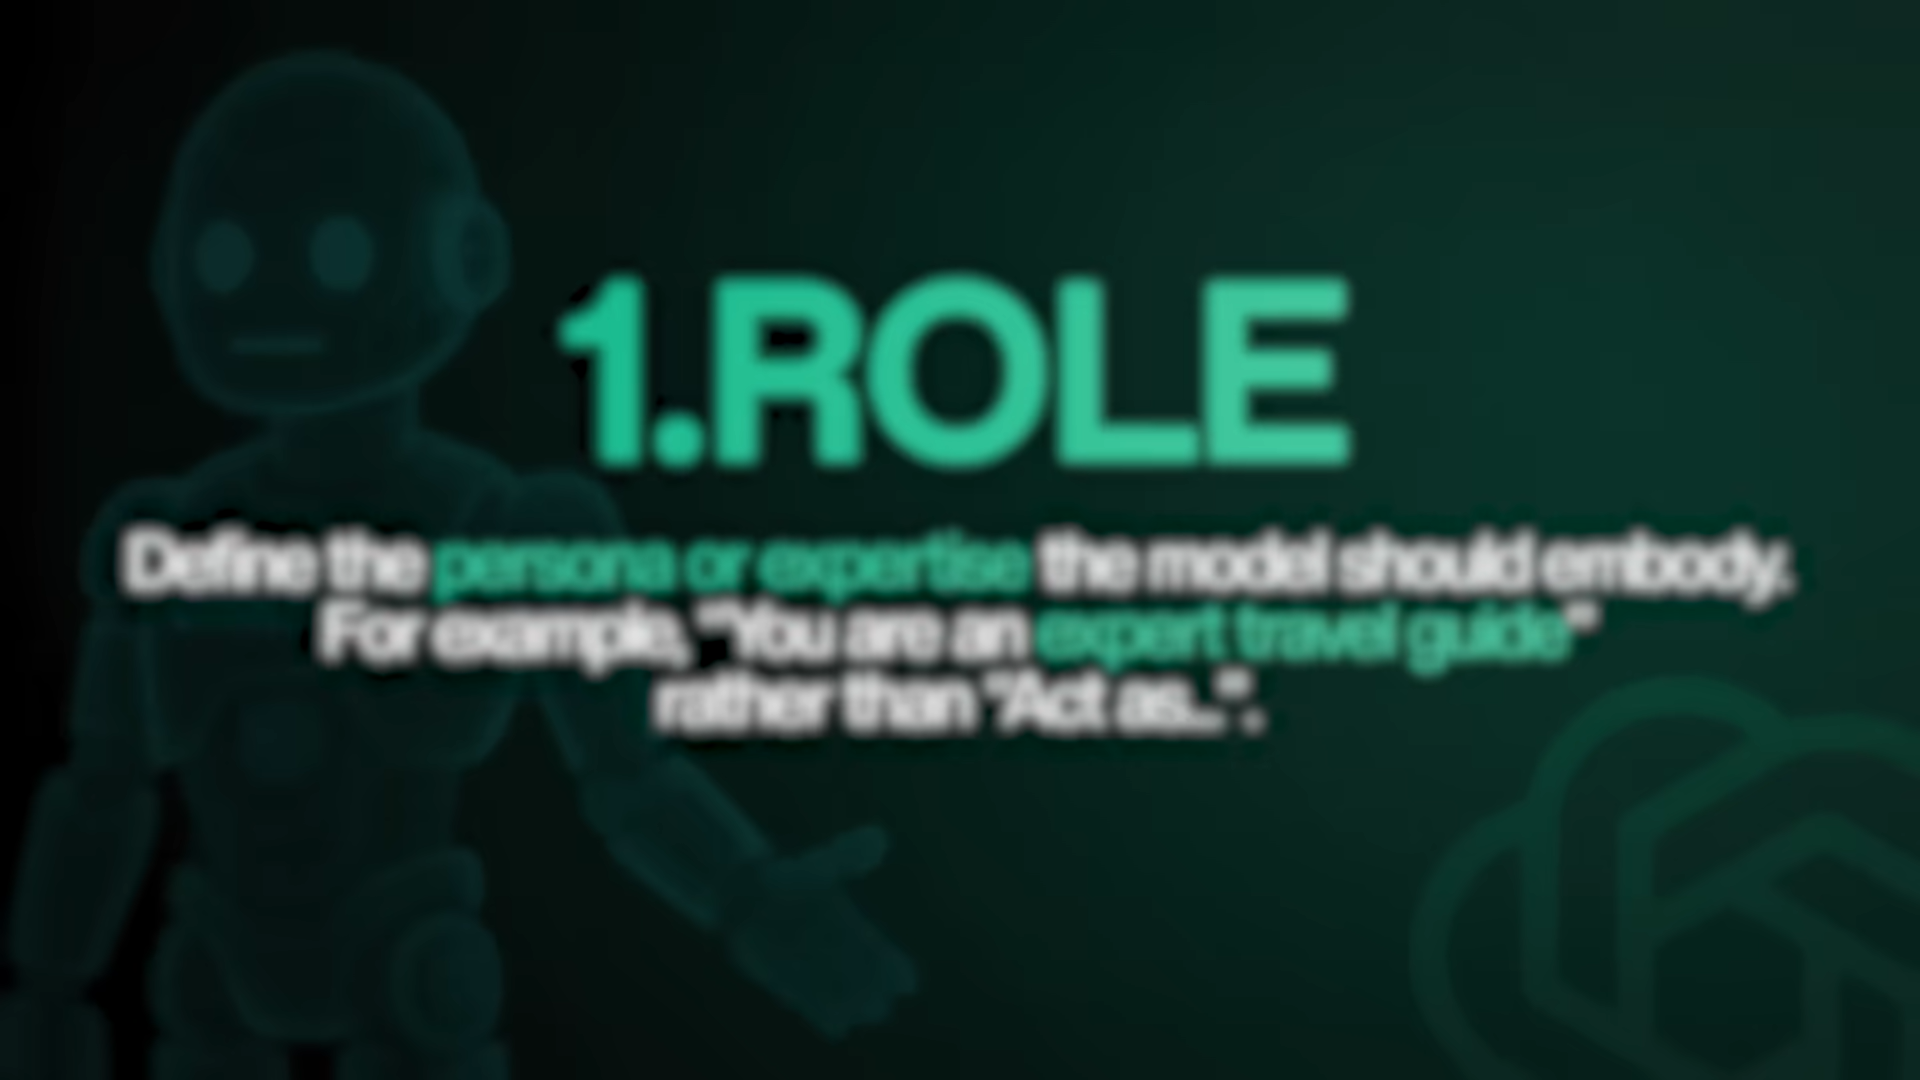 1.ROLE
Define the persona or expertise the model should embody.
For example, "You are an expert travel guide"
rather than "Act as...".